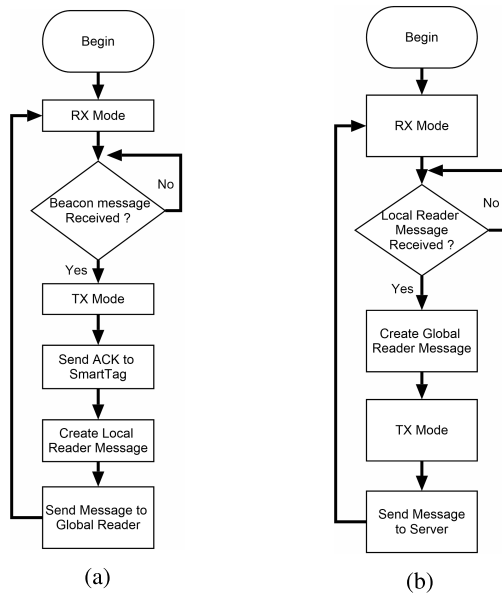 Begin
RX Mode
No
Beacon message
Received ?
Yes
TX Mode
Send ACK to
SmartTag
Create Local
Reader Message
Send Message to
Global Reader
(a)
Begin
RX Mode
No
Local Reader
Message
Received ?
Yes
Create Global
Reader Message
TX Mode
Send Message
to Server
(b)